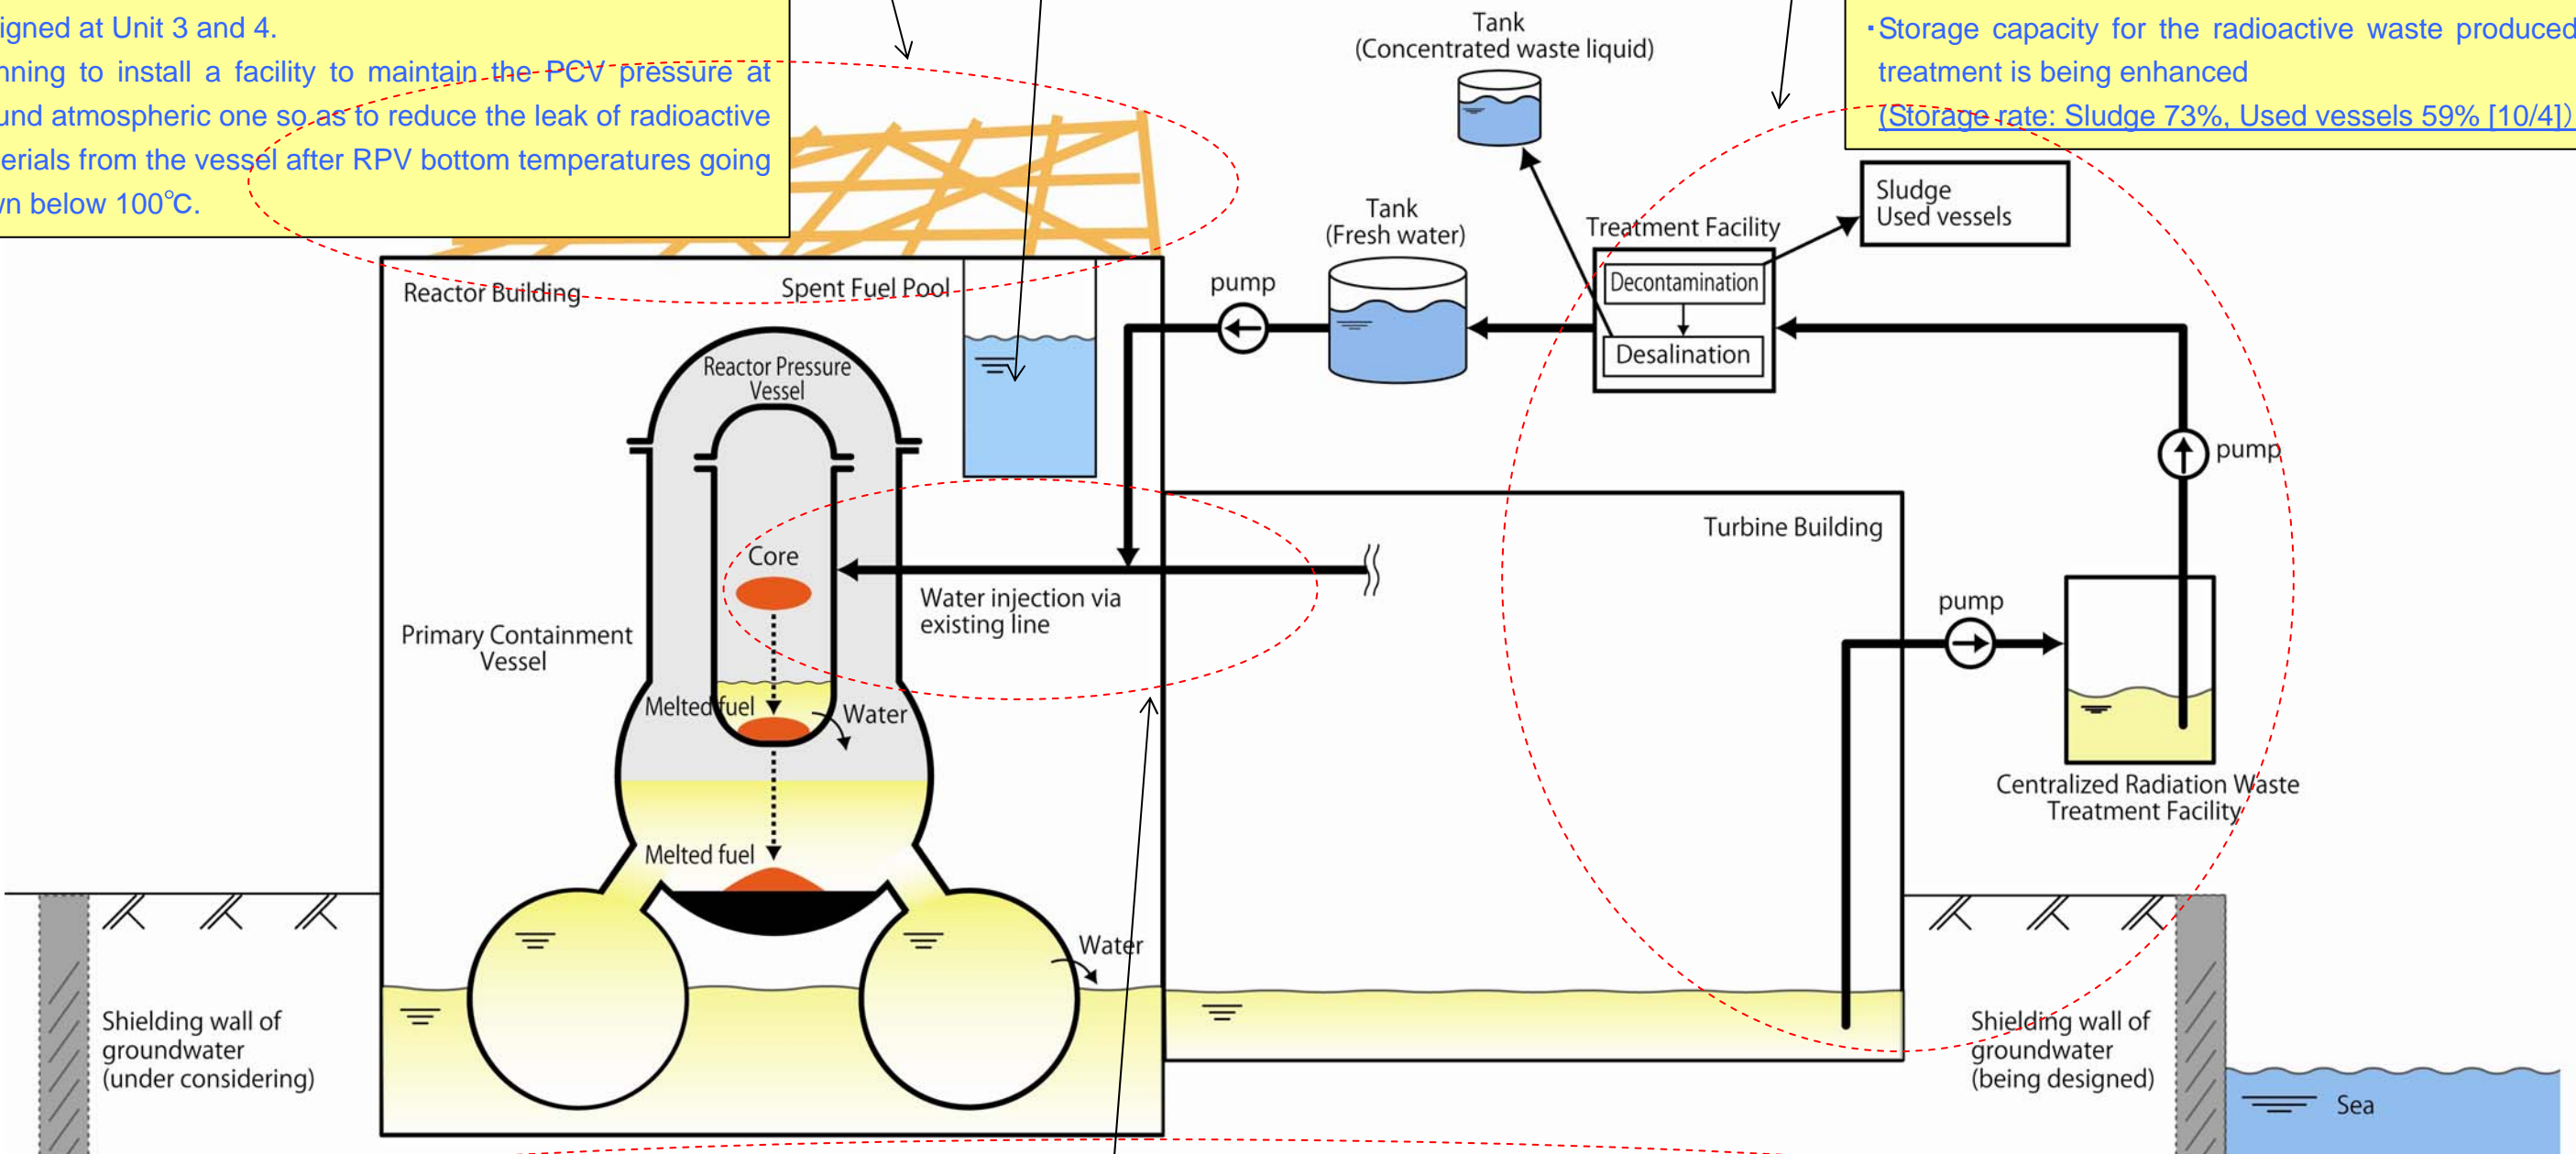 igned at Unit 3 and 4.
nning to install a facility to maintain the PCV pressure at
und atmospheric one so as to reduce the leak of radioactive
erials from the vessel after RPV bottom temperatures going
wn below 100℃.
Tank
(Concentrated waste liquid)
・Storage capacity for the radioactive waste produced
treatment is being enhanced
(Storage rate: Sludge 73%, Used vessels 59% [10/4])
Sludge
Used vessels
Tank
(Fresh water)
Treatment Facility
Decontamination
Desalination
pump
Reactor Building
Spent Fuel Pool
Reactor Pressure
Vessel
pump
Turbine Building
Core
Water injection via
existing line
pump
Primary Containment
Vessel
Melted fuel
Water
Centralized Radiation Waste
Treatment Facility
Melted fuel
Water
Shielding wall of
groundwater
(under considering)
Shielding wall of
groundwater
(being designed)
Sea